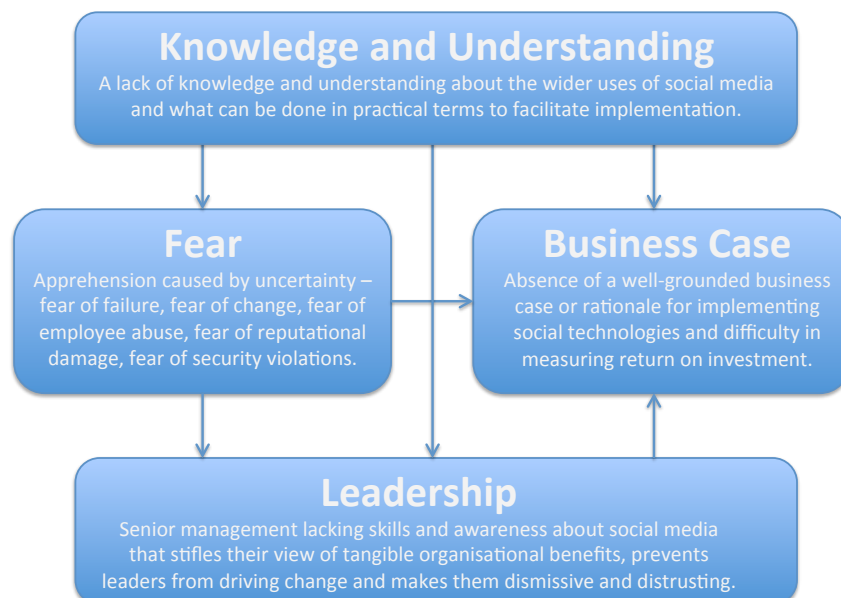 Knowledge and Understanding
A lack of knowledge and understanding about the wider uses of social media
and what can be done in practical terms to facilitate implementation.
Fear
Apprehension caused by uncertainty –
fear of failure, fear of change, fear of
employee abuse, fear of reputational
damage, fear of security violations.
Business Case
Absence of a well-grounded business
case or rationale for implementing
social technologies and difficulty in
measuring return on investment.
Leadership
Senior management lacking skills and awareness about social media
that stifles their view of tangible organisational benefits, prevents
leaders from driving change and makes them dismissive and distrusting.